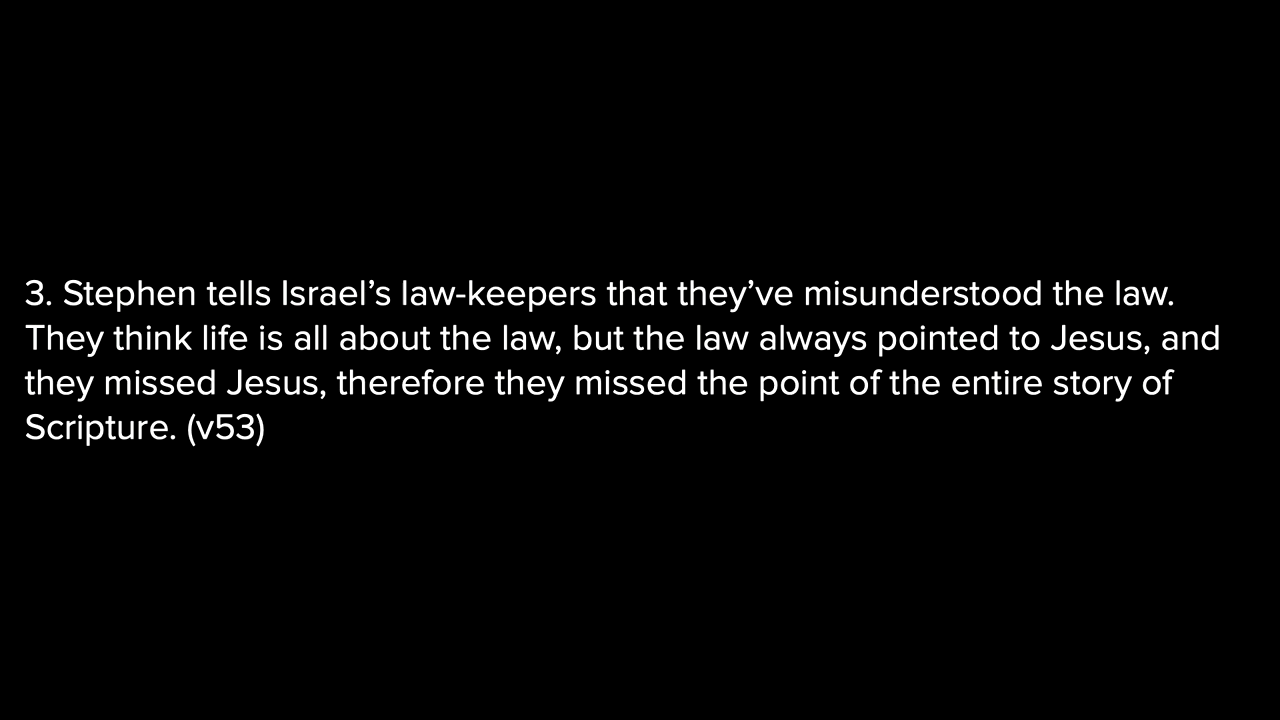 3. Stephen tells Israel’s law-keepers that they’ve misunderstood the law.
They think life is all about the law, but the law always pointed to Jesus, and
they missed Jesus, therefore they missed the point of the entire story of
Scripture. (v53)